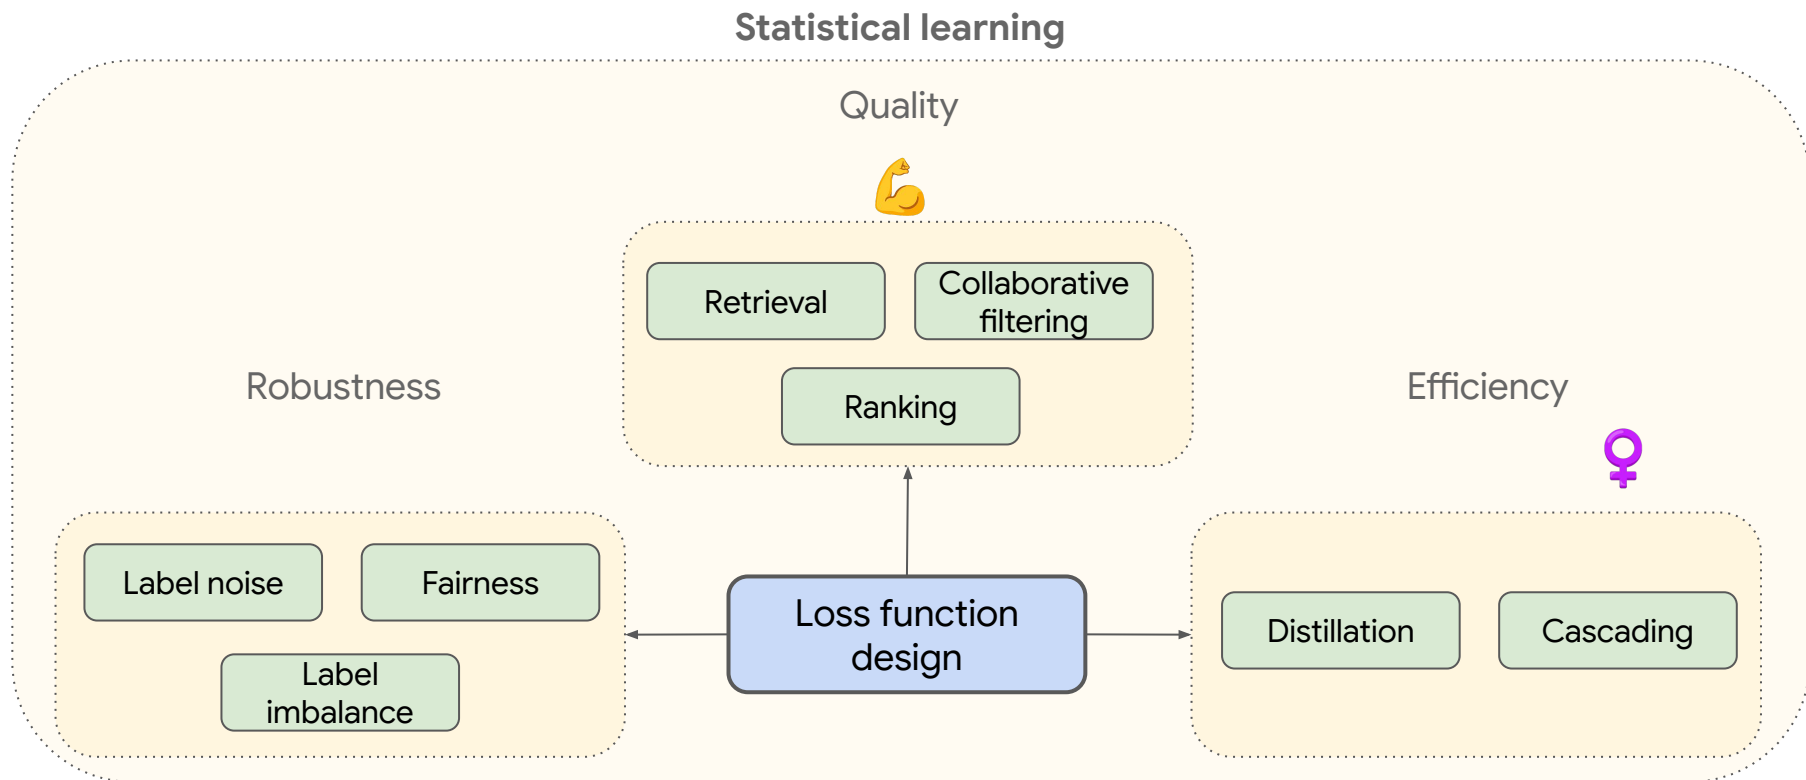 Statistical learning
Quality
Retrieval
Collaborative
filtering
Ranking
Robustness
Label noise
Fairness
Label
imbalance
Loss function
design
Efficiency
Distillation
Cascading